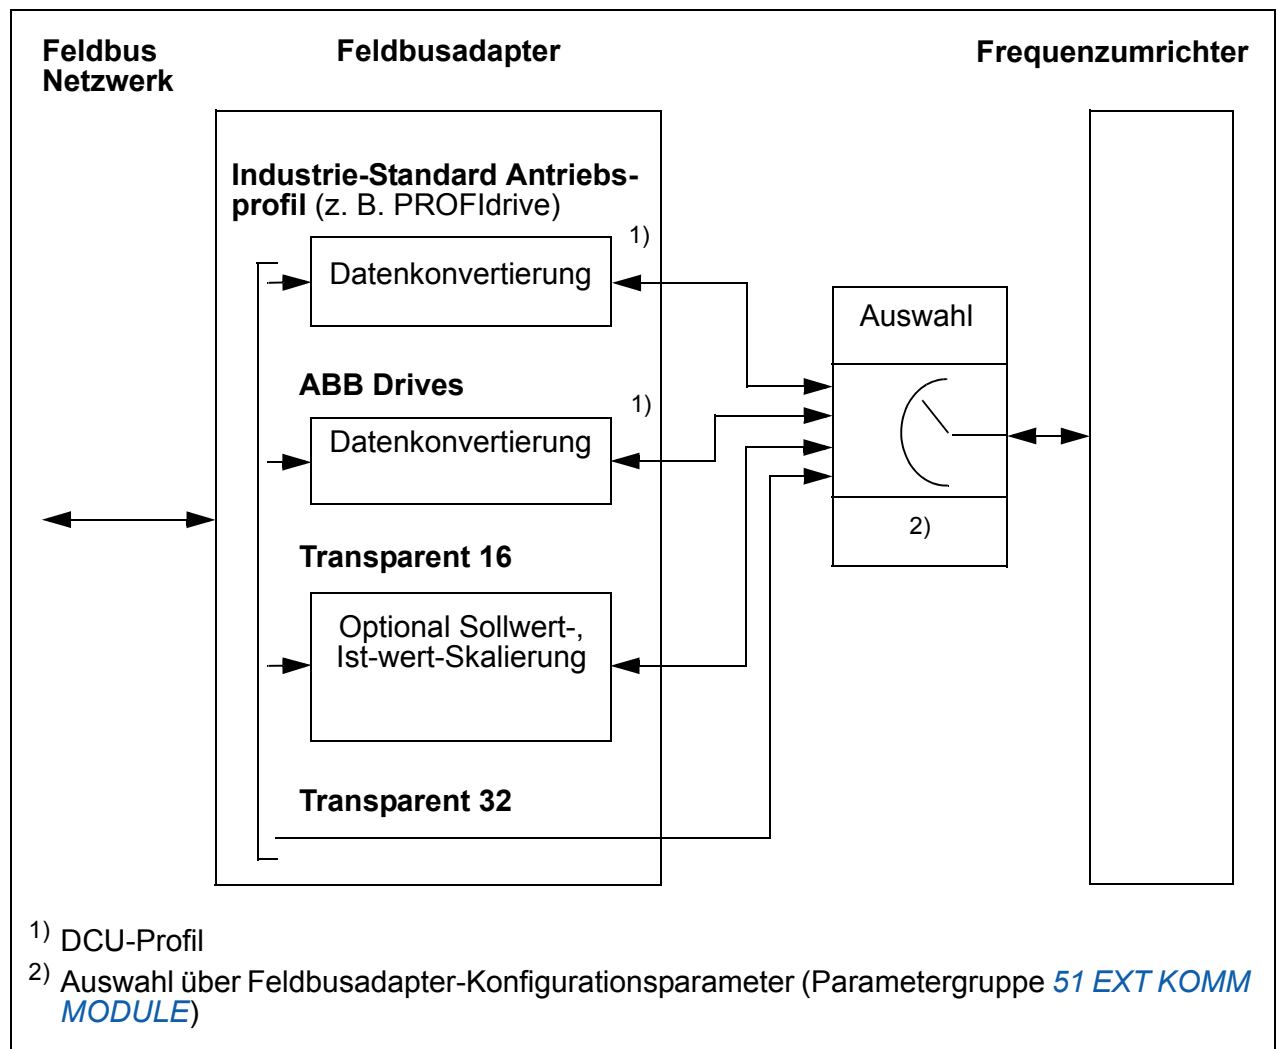 Feldbus
Netzwerk
Feldbusadapter
Frequenzumrichter
Industrie-Standard Antriebs-
profil (z. B. PROFIdrive)
1)
Datenkonvertierung
Auswahl
ABB Drives
1)
Datenkonvertierung
2)
Transparent 16
Optional Sollwert-,
Ist-wert-Skalierung
Transparent 32
1) DCU-Profil
2) Auswahl über Feldbusadapter-Konfigurationsparameter (Parametergruppe 51 EXT KOMM
MODULE)